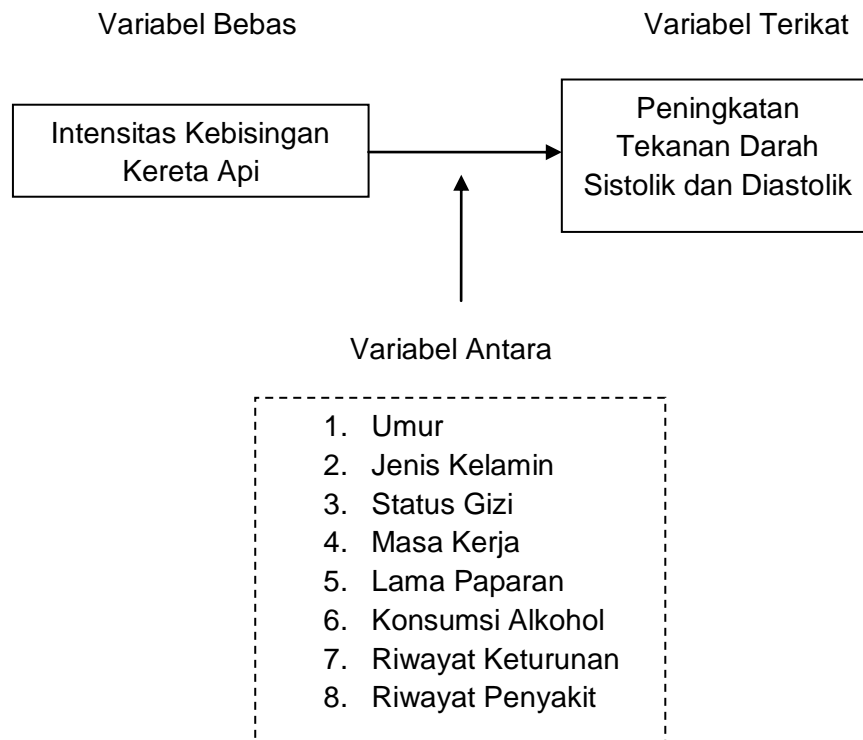 Variabel Bebas
Variabel Terikat
Intensitas Kebisingan
Kereta Api
Peningkatan
Tekanan Darah
Sistolik dan Diastolik
Variabel Antara
1. Umur
2. Jenis Kelamin
3. Status Gizi
4. Masa Kerja
5. Lama Paparan
6. Konsumsi Alkohol
7. Riwayat Keturunan
8. Riwayat Penyakit